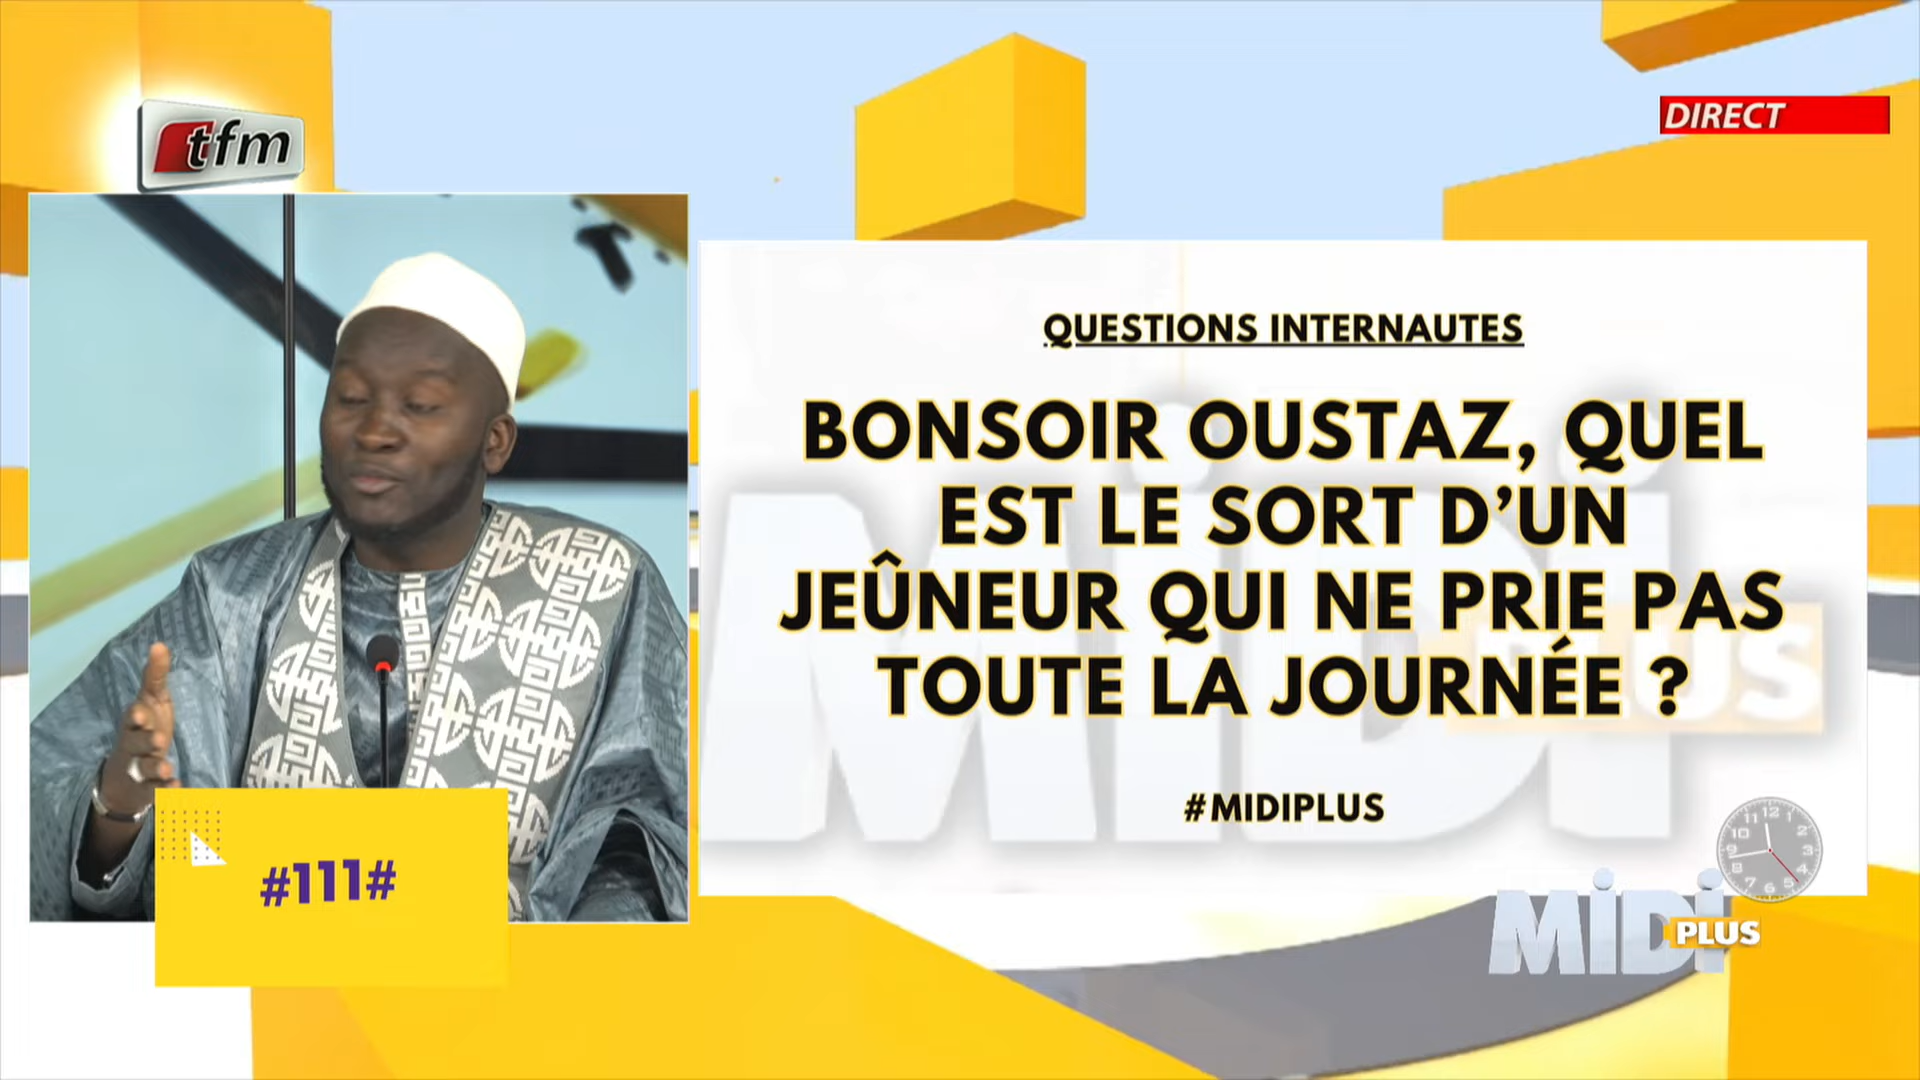 tfm
DIRECT
QUESTIONS INTERNAUTES
BONSOIR OUSTAZ, QUEL
EST LE SORT D’UN
JEÛNEUR QUI NE PRIE PAS
TOUTE LA JOURNÉE ?
#MIDIPLUS
#111#
MiDi
PLUS